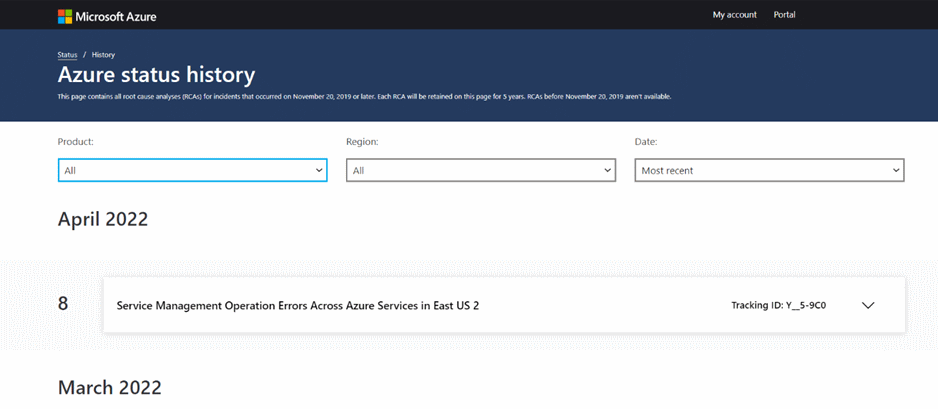 Microsoft Azure
My account Portal
Status / History
Azure status history
This page contains all root cause analyses (RCAs) for incidents that occurred on November 20, 2019 or later. Each RCA will be retained on this page for 5 years. RCAs before November 20, 2019 aren't available.
Product: Region: Date:
All All Most recent
April 2022
8 Service Management Operation Errors Across Azure Services in East US 2 Tracking ID: Y__5-9C0
March 2022